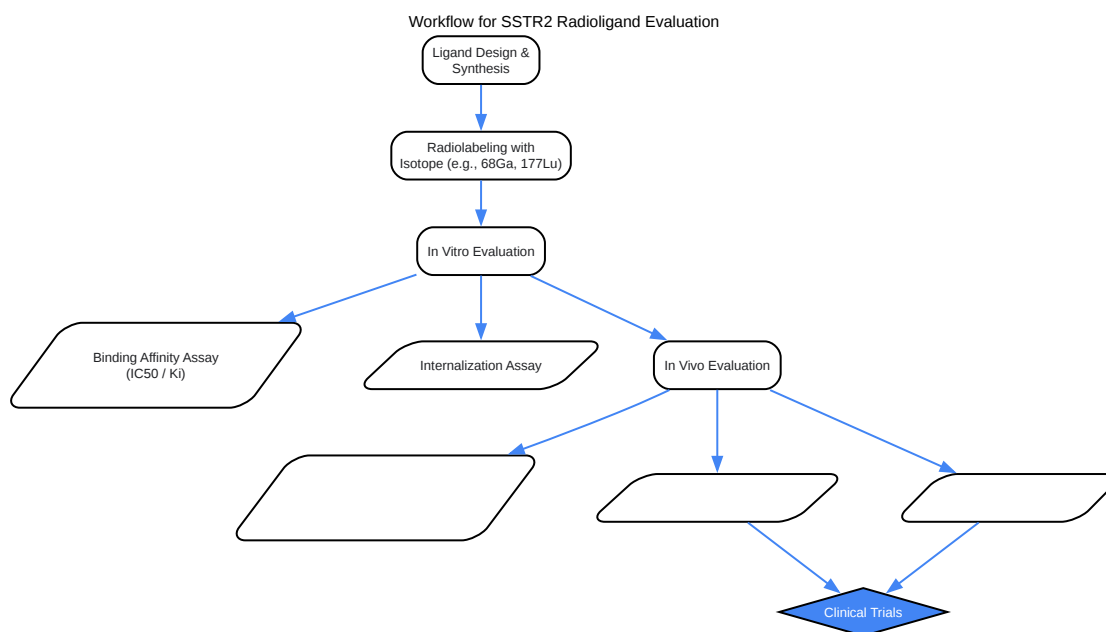 Workflow for SSTR2 Radioligand Evaluation
Ligand Design &
Synthesis
Radiolabeling with
Isotope (e.g., 68Ga, 177Lu)
In Vitro Evaluation
Binding Affinity Assay
(IC50 / Ki)
Internalization Assay
In Vivo Evaluation
Clinical Trials